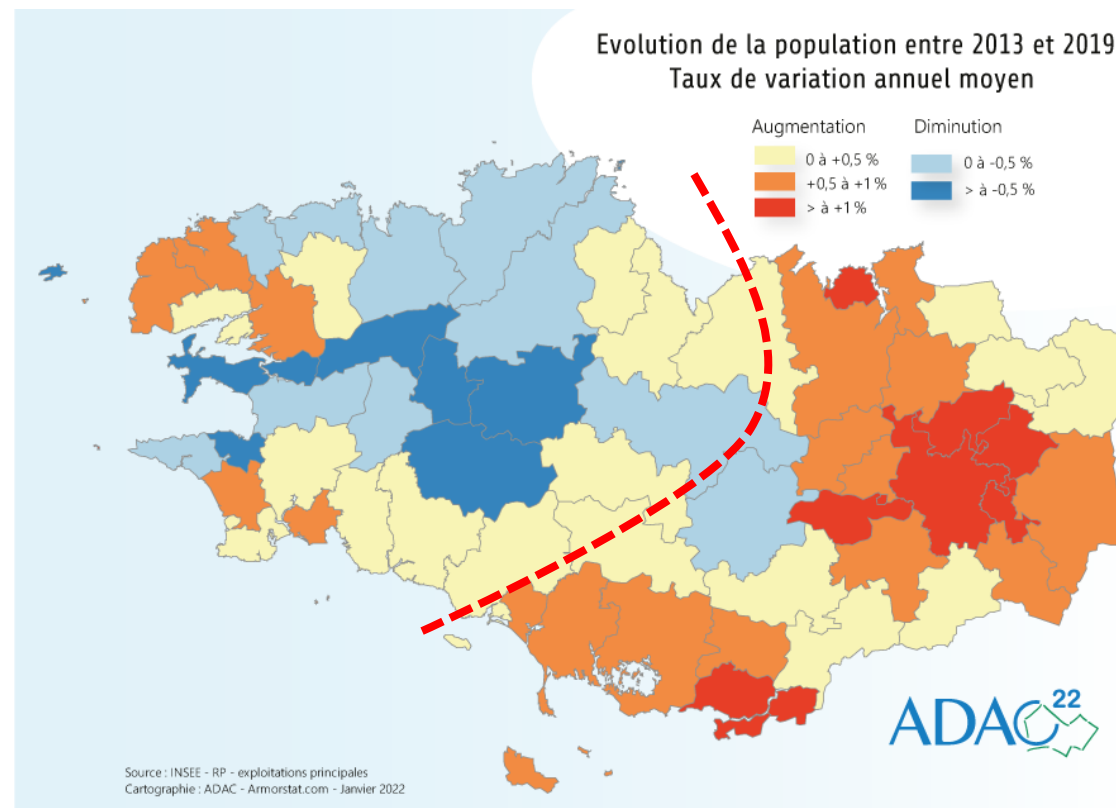 Evolution de la population entre 2013 et 2019
Taux de variation annuel moyen
Augmentation
0 à +0,5 %
+0,5 à +1 %
> à +1 %
Diminution
0 à -0,5 %
> à -0,5 %
ADAC 22
Source : INSEE - RP - exploitations principales
Cartographie : ADAC - Armorstat.com - Janvier 2022